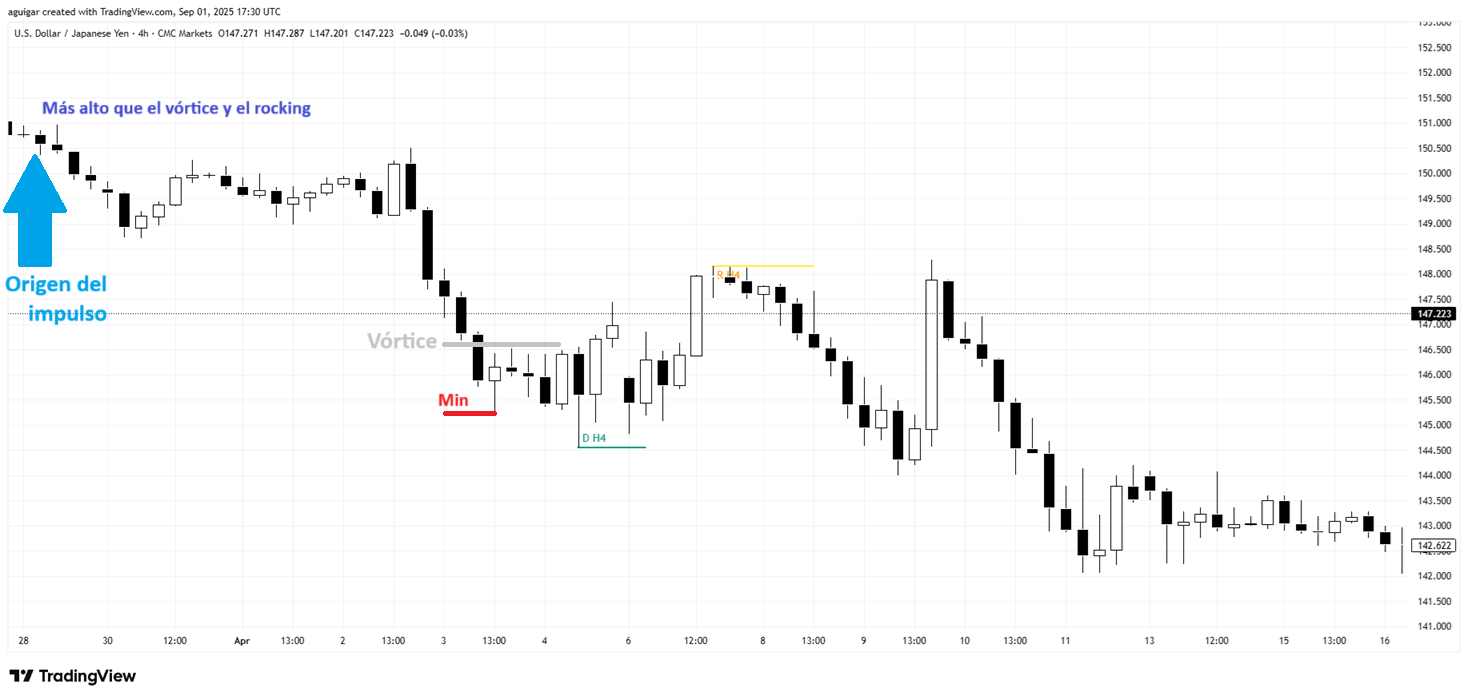 aguigar created with TradingView.com, Sep 01, 2025 17:30 UTC
U.S. Dollar / Japanese Yen · 4h · CMC Markets O147.271 H147.287 L147.201 C147.223 −0.049 (−0.03%)
Más alto que el vórtice y el rocking
Origen del
impulso
Vórtice
Min
D H4
R H4
153.000
152.500
152.000
151.500
151.000
150.500
150.000
149.500
149.000
148.500
148.000
147.500
147.223
147.000
146.500
146.000
145.500
145.000
144.500
144.000
143.500
143.000
142.622
142.500
142.000
141.500
141.000
28 30 12:00 Apr 13:00 2 13:00 3 13:00 4 6 12:00 8 13:00 9 13:00 10 13:00 11 13 12:00 15 13:00 16
TradingView